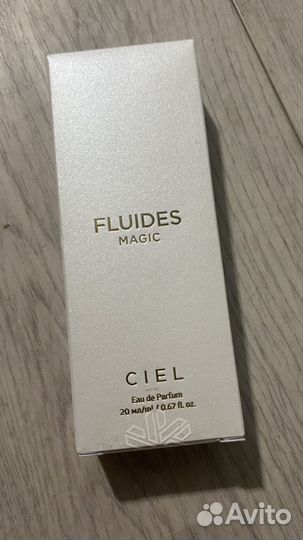 FLUIDES
MAGIC
CIEL
Eau de Parfum
20 мл/ml / 0.67 fl. oz.
Avito